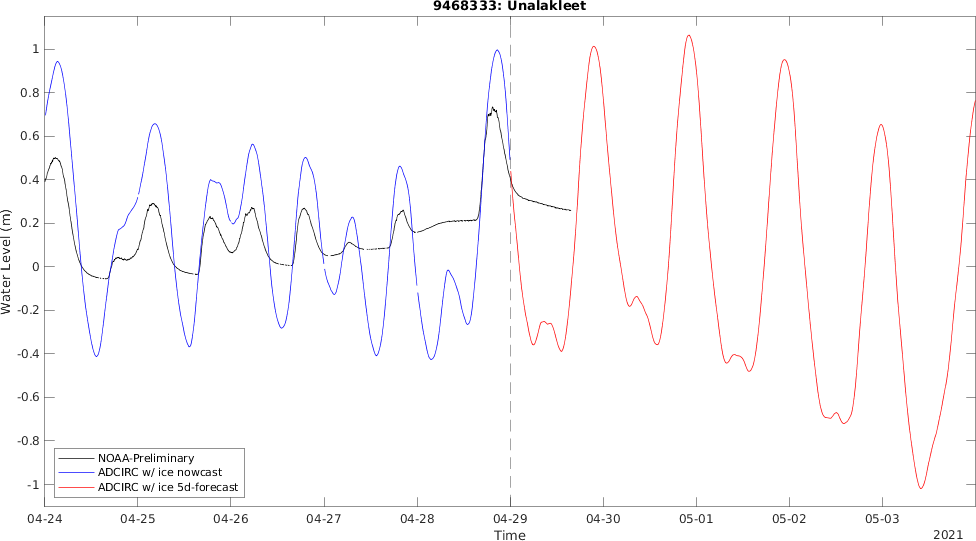 9468333: Unalakleet
Water Level (m)
1
0.8
0.6
0.4
0.2
0
-0.2
-0.4
-0.6
-0.8
-1
NOAA-Preliminary
ADCIRC w/ ice nowcast
ADCIRC w/ ice 5d-forecast
04-24 04-25 04-26 04-27 04-28 04-29 04-30 05-01 05-02 05-03
Time
2021